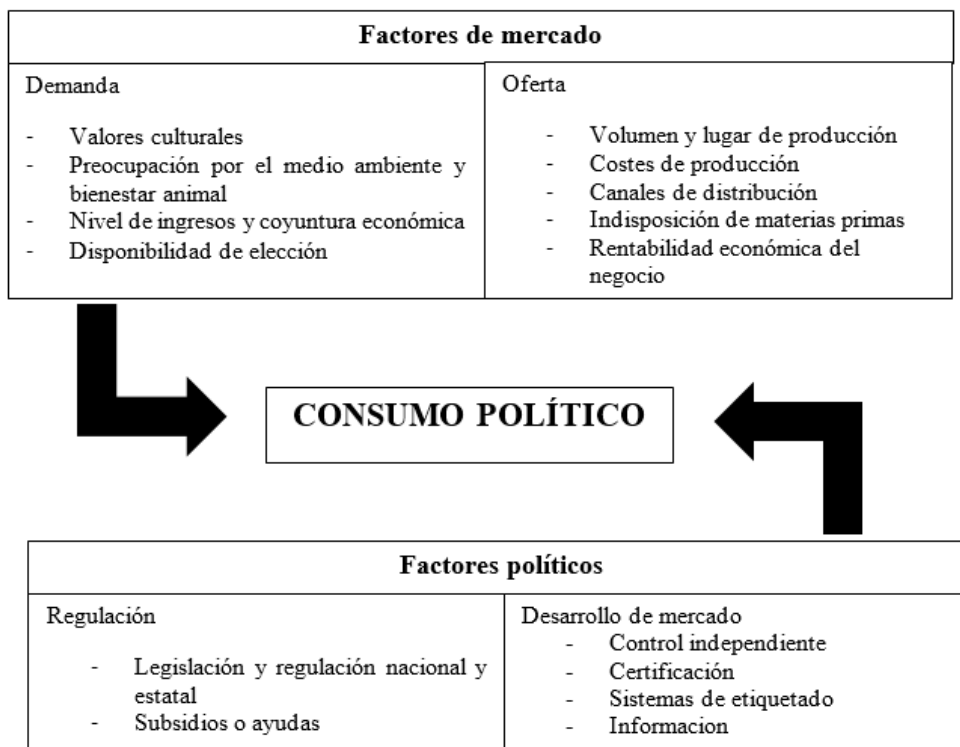 Factores de mercado
Demanda
- Valores culturales
- Preocupación por el medio ambiente y
bienestar animal
- Nivel de ingresos y coyuntura económica
- Disponibilidad de elección
Oferta
- Volumen y lugar de producción
- Costes de producción
- Canales de distribución
- Indisposición de materias primas
- Rentabilidad económica del
negocio
CONSUMO POLÍTICO
Factores políticos
Regulación
- Legislación y regulación nacional y
estatal
- Subsidios o ayudas
Desarrollo de mercado
- Control independiente
- Certificación
- Sistemas de etiquetado
- Informacion